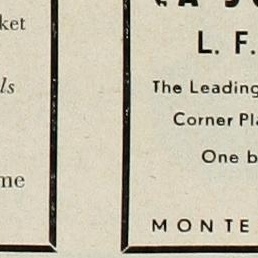 ket
ls
me
L. F.
The Leading
Corner Pla
One b
MONTE